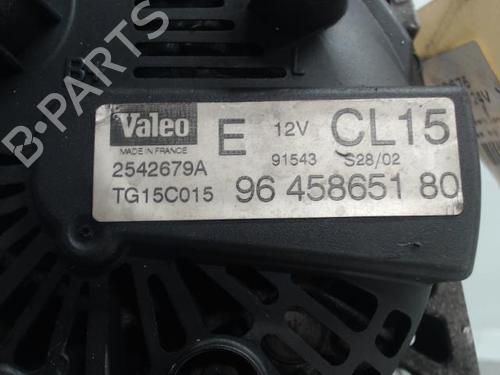 Valeo
MADE IN FRANCE
E
12V
CL15
2542679A
91543
S28/02
TG15C015
96 458651 80
B-PARTS